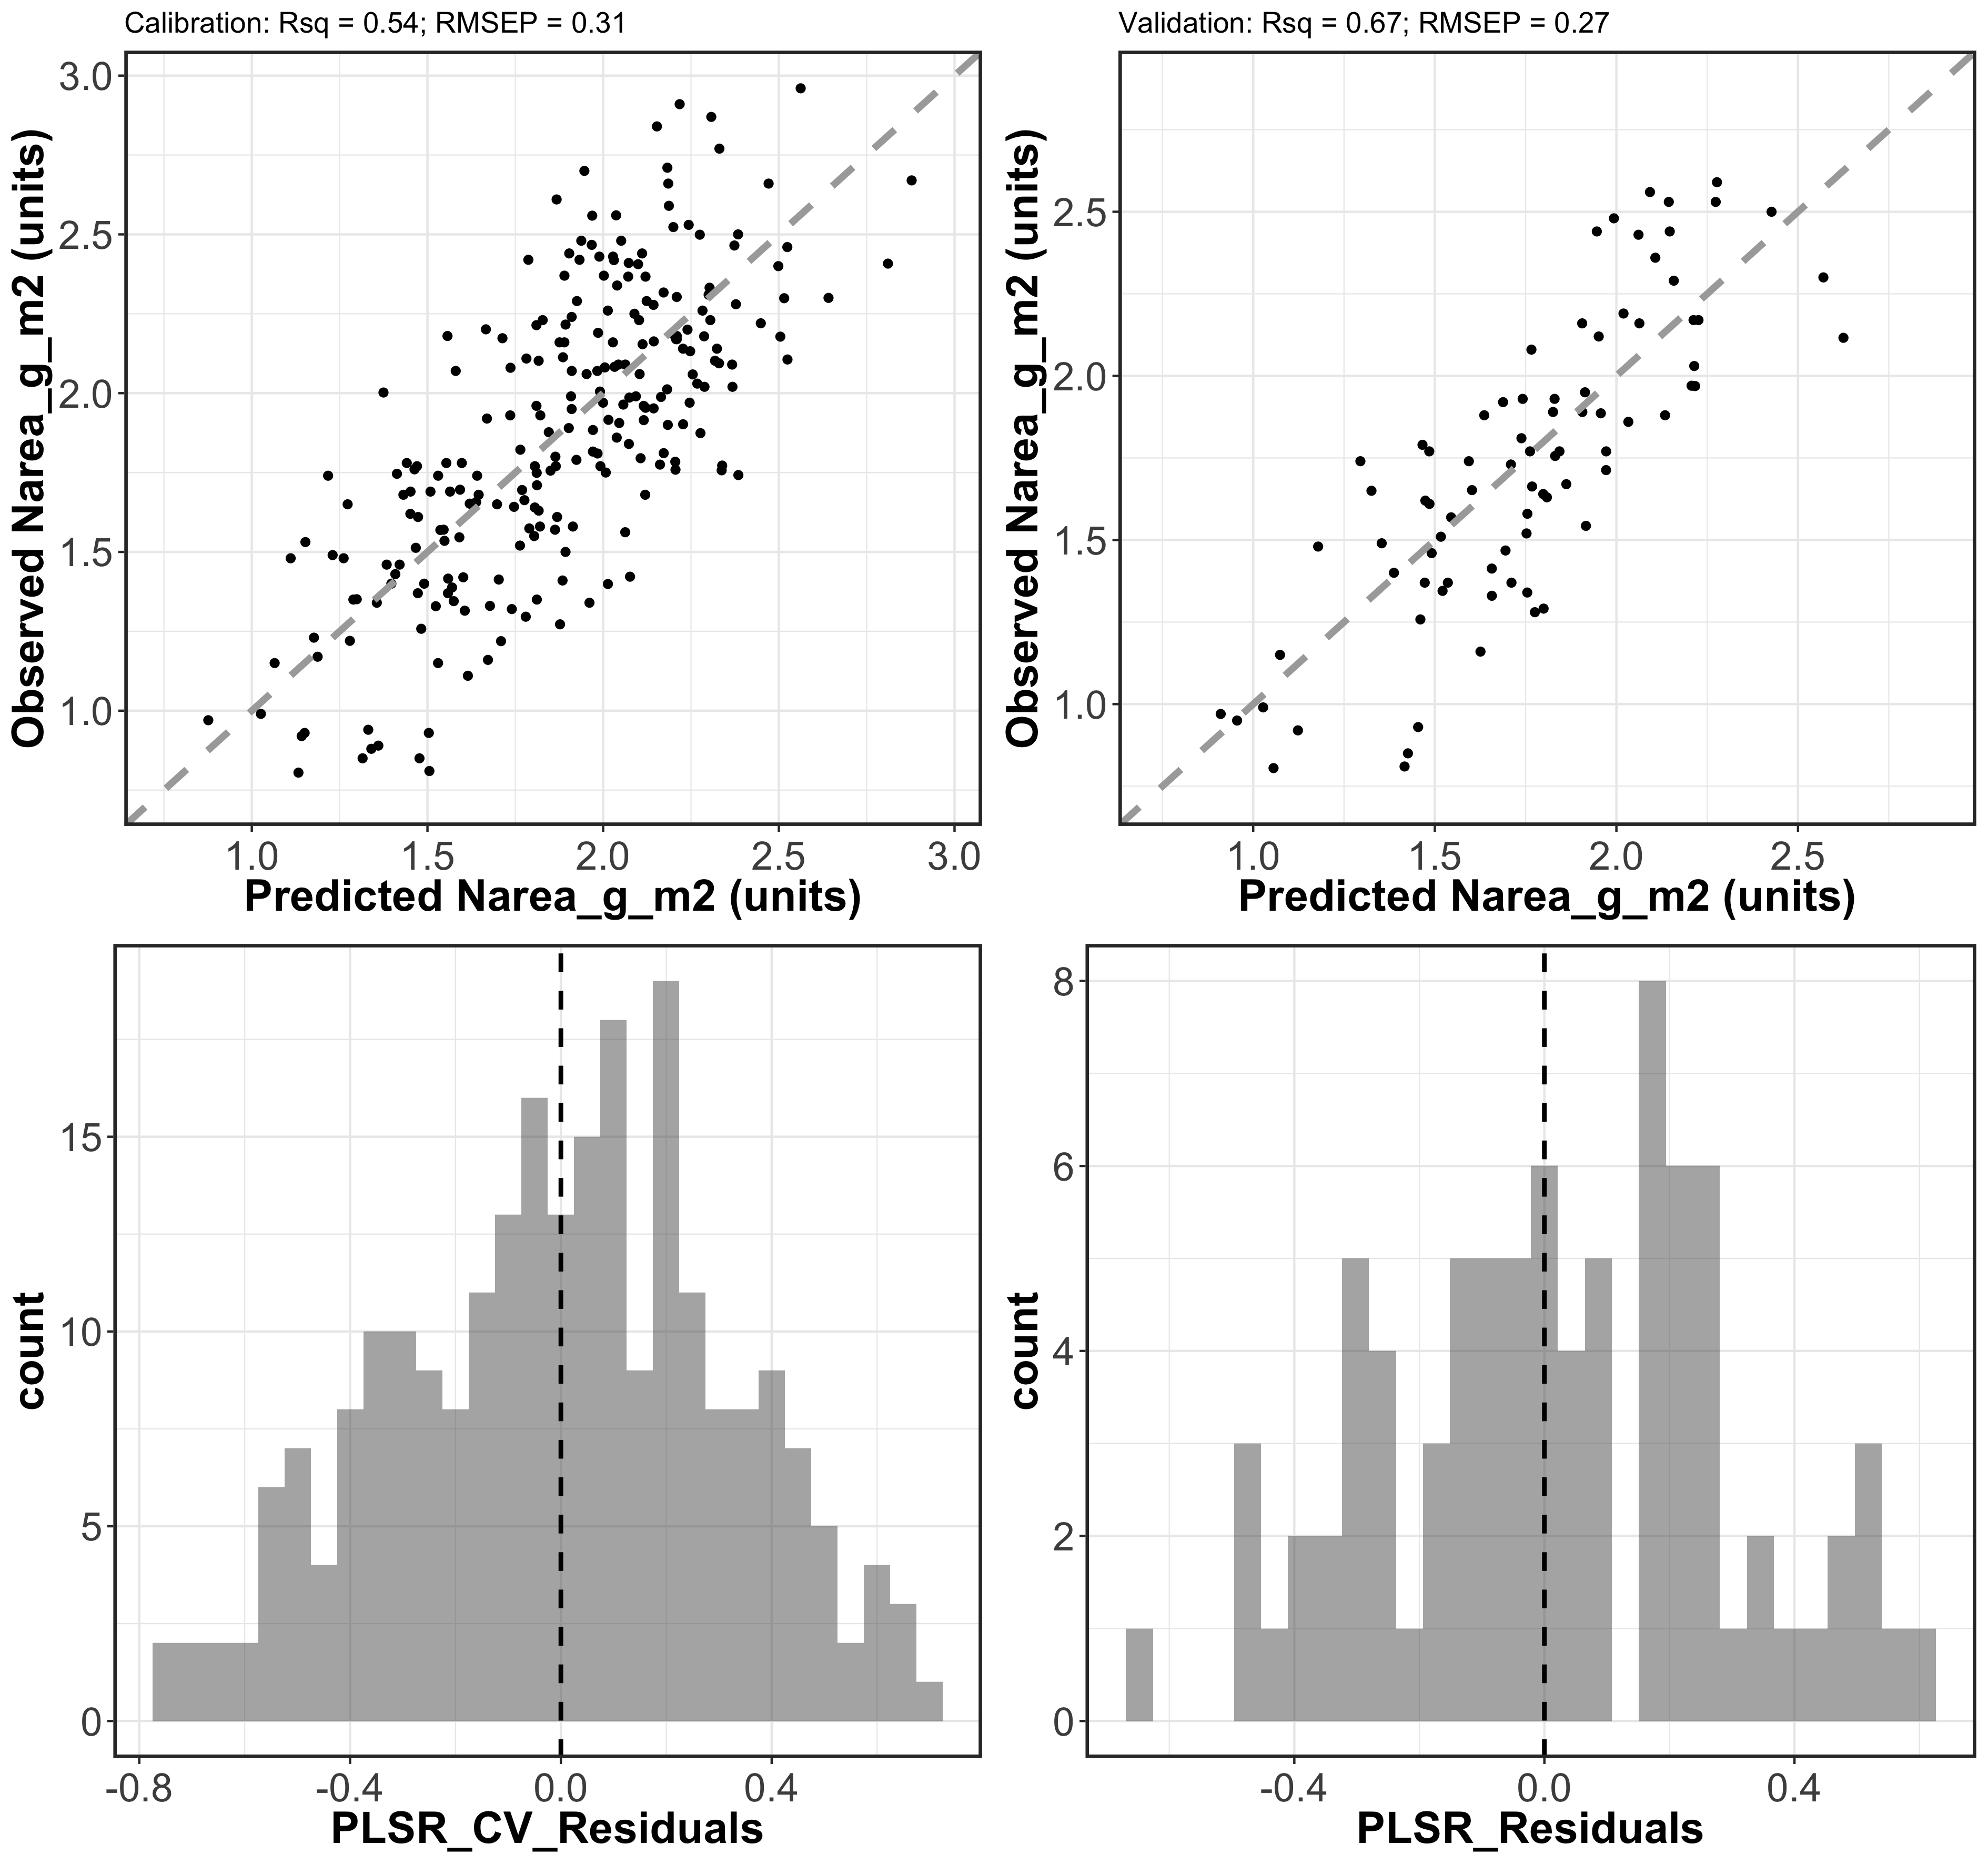 Calibration: Rsq = 0.54; RMSEP = 0.31
Observed Narea_g_m2 (units)
3.0
2.5
2.0
1.5
1.0
1.0 1.5 2.0 2.5 3.0
Predicted Narea_g_m2 (units)
Validation: Rsq = 0.67; RMSEP = 0.27
Observed Narea_g_m2 (units)
2.5
2.0
1.5
1.0
1.0 1.5 2.0 2.5
Predicted Narea_g_m2 (units)
count
15
10
5
0
-0.8 -0.4 0.0 0.4
PLSR_CV_Residuals
count
8
6
4
2
0
-0.4 0.0 0.4
PLSR_Residuals